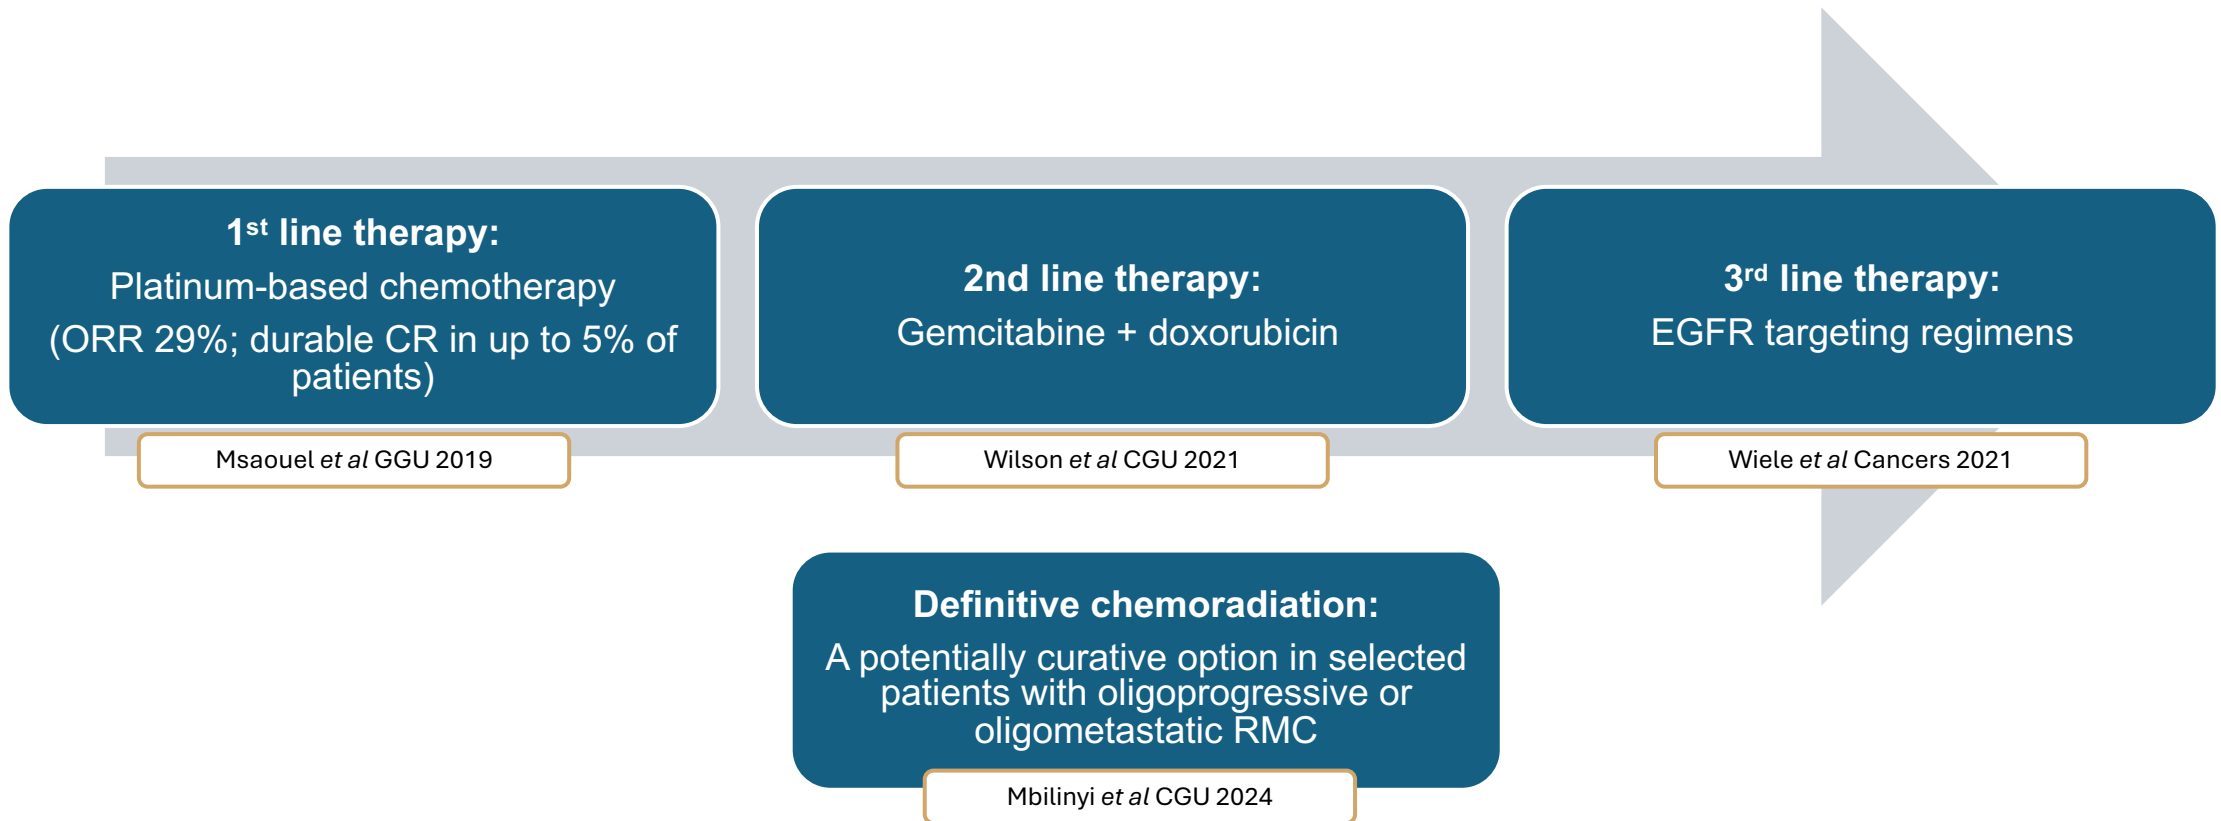 1st line therapy:
Platinum-based chemotherapy
(ORR 29%; durable CR in up to 5% of
patients)
Msaouel et al GGU 2019
2nd line therapy:
Gemcitabine + doxorubicin
Wilson et al CGU 2021
3rd line therapy:
EGFR targeting regimens
Wiele et al Cancers 2021
Definitive chemoradiation:
A potentially curative option in selected
patients with oligoprogressive or
oligometastatic RMC
Mbilinyi et al CGU 2024